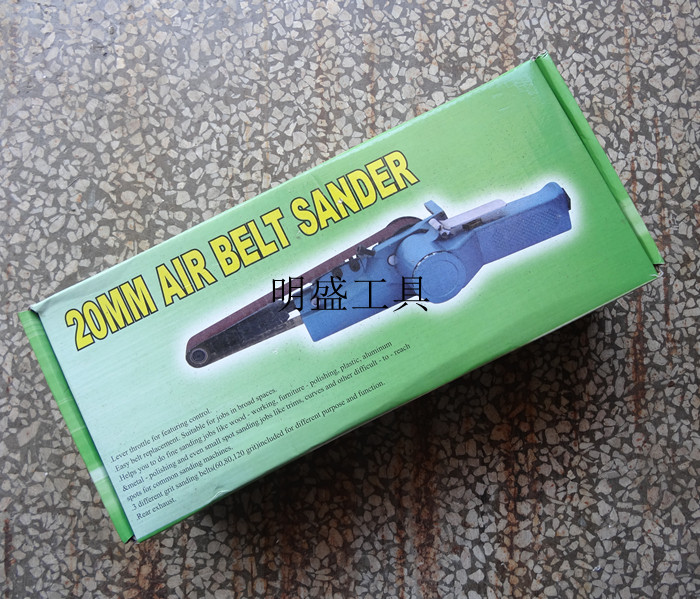 20MM AIR BELT SANDER
明盛工具
.Lever throttle for featuring control.
.Easy belt replacement. Suitable for jobs in broad spaces.
.Helps you to do fine sanding jobs like wood - working, furniture - polishing, plastic, aluminum
&metal - polishing and even small spot sanding jobs like trims, curves and other difficult - to - reach
spots for common sanding machines.
.3 different grit sanding belts(60,80,120 grit)included for different purpose and function.
Rear exhaust.